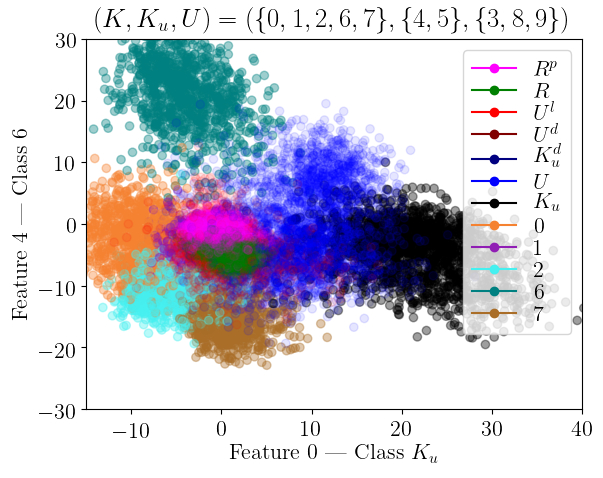 (K, K_u, U) = ({0, 1, 2, 6, 7}, {4, 5}, {3, 8, 9})
Feature 4 — Class 6
30
20
10
0
−10
−20
−30
R^p
R
U^l
U^d
K_u^d
U
K_u
0
1
2
6
7
−10 0 10 20 30 40
Feature 0 — Class K_u